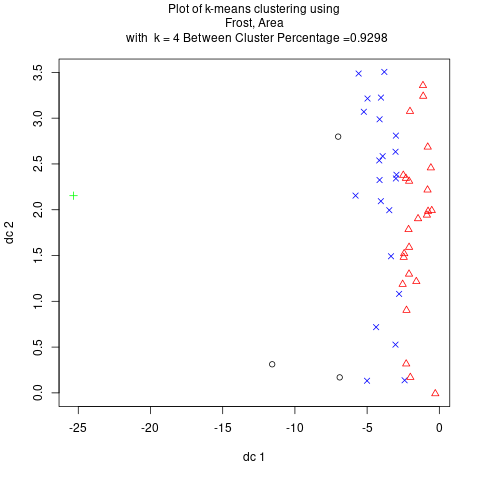 Plot of k-means clustering using
Frost, Area
with k = 4 Between Cluster Percentage =0.9298
3.5
3.0
2.5
2.0
1.5
1.0
0.5
0.0
dc 2
-25 -20 -15 -10 -5 0
dc 1